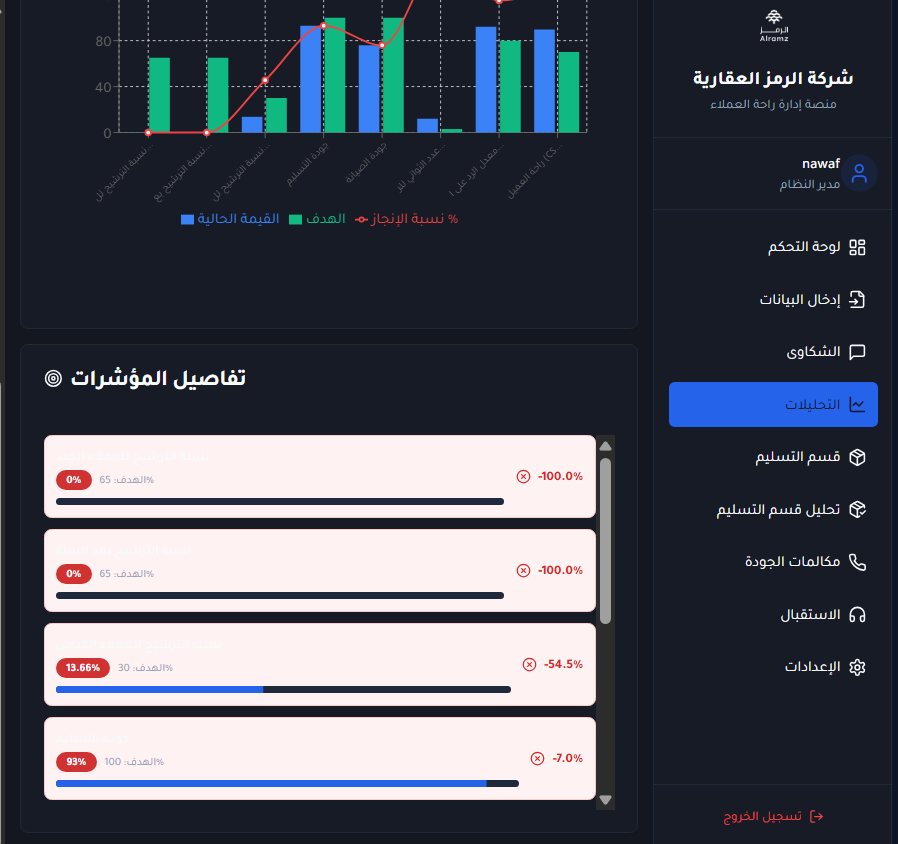 الرمـــز
Alramz
شركة الرمز العقارية
منصة إدارة راحة العملاء
nawaf
مدير النظام
لوحة التحكم
إدخال البيانات
الشكاوى
التحليلات
قسم التسليم
تحليل قسم التسليم
مكالمات الجودة
الاستقبال
الإعدادات
تسجيل الخروج
80
40
0
نسبة الترشيح لل...
نسبة الترشيح بع...
نسبة الترشيح لل...
جودة التسليم
جودة الصيانة
عدد الثواني للر...
معدل الرد على ا...
راحة العميل (CS...
القيمة الحالية
الهدف
% نسبة الإنجاز
تفاصيل المؤشرات
-100.0%
0%
%الهدف: 65
-100.0%
0%
%الهدف: 65
-54.5%
13.66%
%الهدف: 30
-7.0%
93%
%الهدف: 100